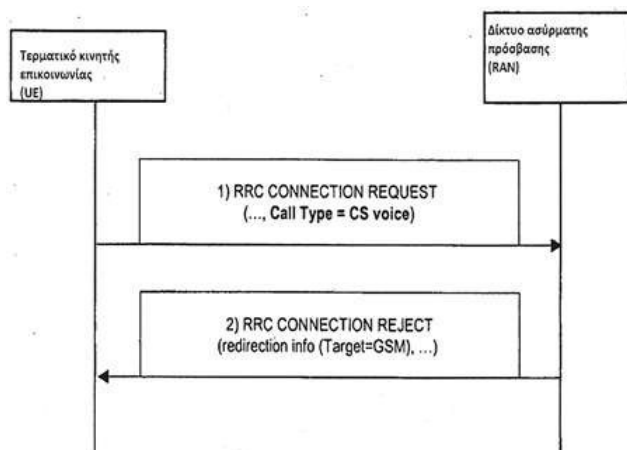 Τερματικό κινητής
επικοινωνίας
(UE)
Δίκτυο ασύρματης
πρόσβασης
(RAN)
1) RRC CONNECTION REQUEST
(..., Call Type = CS voice)
2) RRC CONNECTION REJECT
(redirection info (Target=GSM), ...)